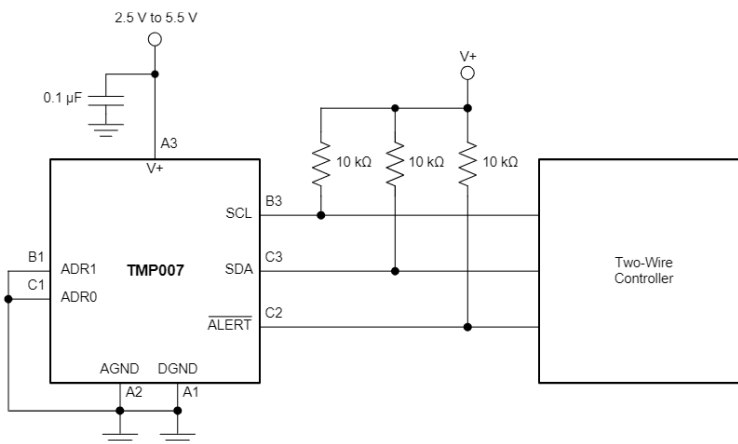 2.5 V to 5.5 V
V+
0.1 µF
A3
V+
10 kΩ
10 kΩ
10 kΩ
B3
SCL
B1
ADR1
TMP007
C3
SDA
Two-Wire
Controller
C1
ADR0
C2
ALERT
AGND
DGND
A2
A1